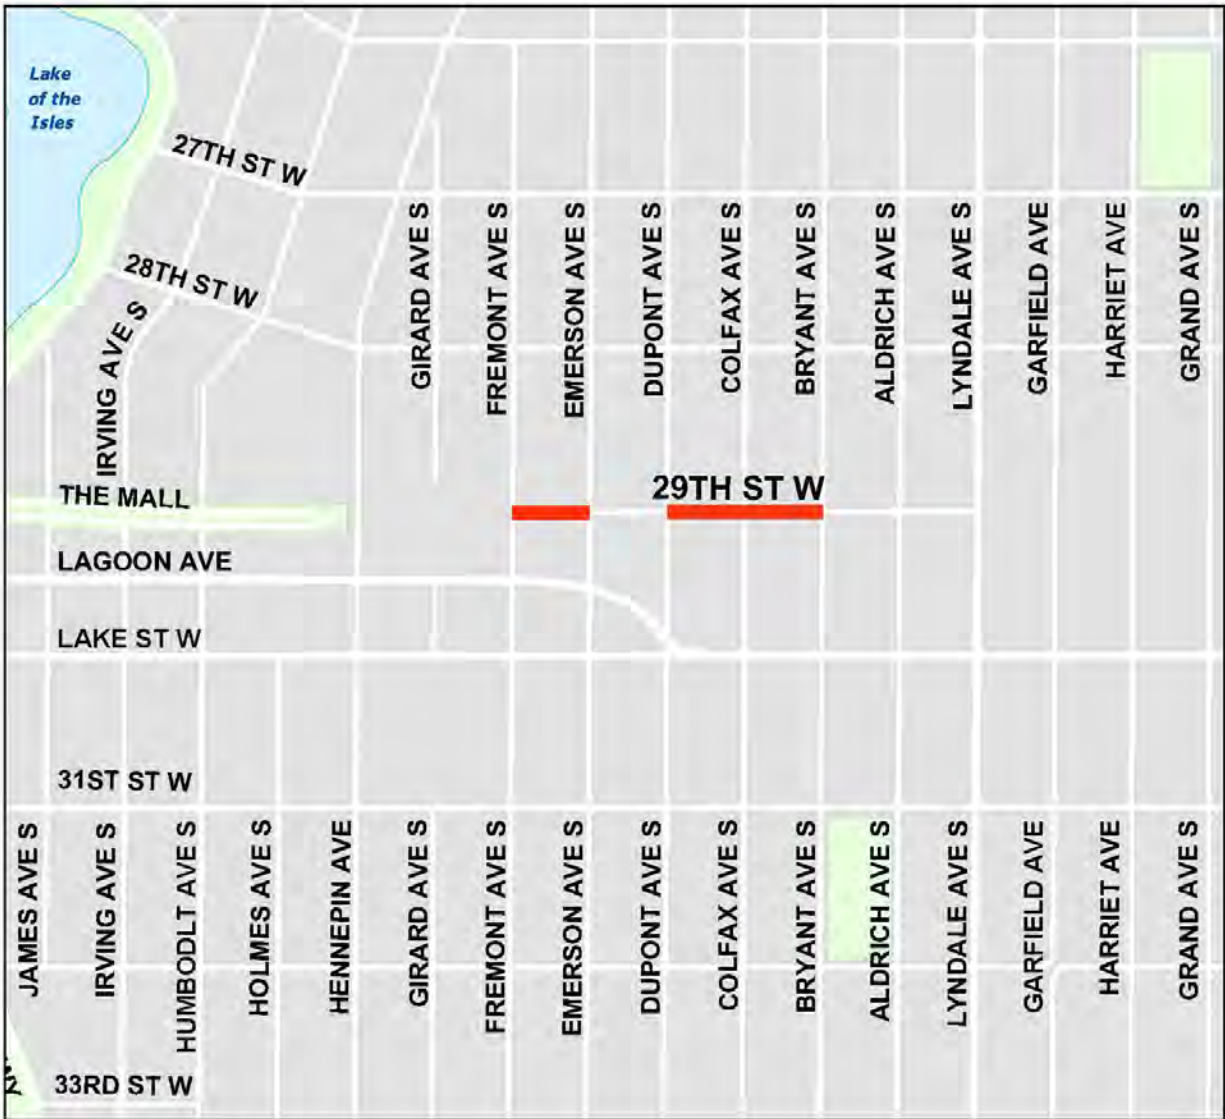 Lake
of the
Isles
27TH ST W
28TH ST W
IRVING AVE S
GIRARD AVE S
FREMONT AVE S
EMERSON AVE S
DUPONT AVE S
COLFAX AVE S
BRYANT AVE S
ALDRICH AVE S
LYNDALE AVE S
GARFIELD AVE
HARRIET AVE
GRAND AVE S
THE MALL
29TH ST W
LAGOON AVE
LAKE ST W
31ST ST W
JAMES AVE S
IRVING AVE S
HUMBODLT AVE S
HOLMES AVE S
HENNEPIN AVE
GIRARD AVE S
FREMONT AVE S
EMERSON AVE S
DUPONT AVE S
COLFAX AVE S
BRYANT AVE S
ALDRICH AVE S
LYNDALE AVE S
GARFIELD AVE
HARRIET AVE
GRAND AVE S
33RD ST W